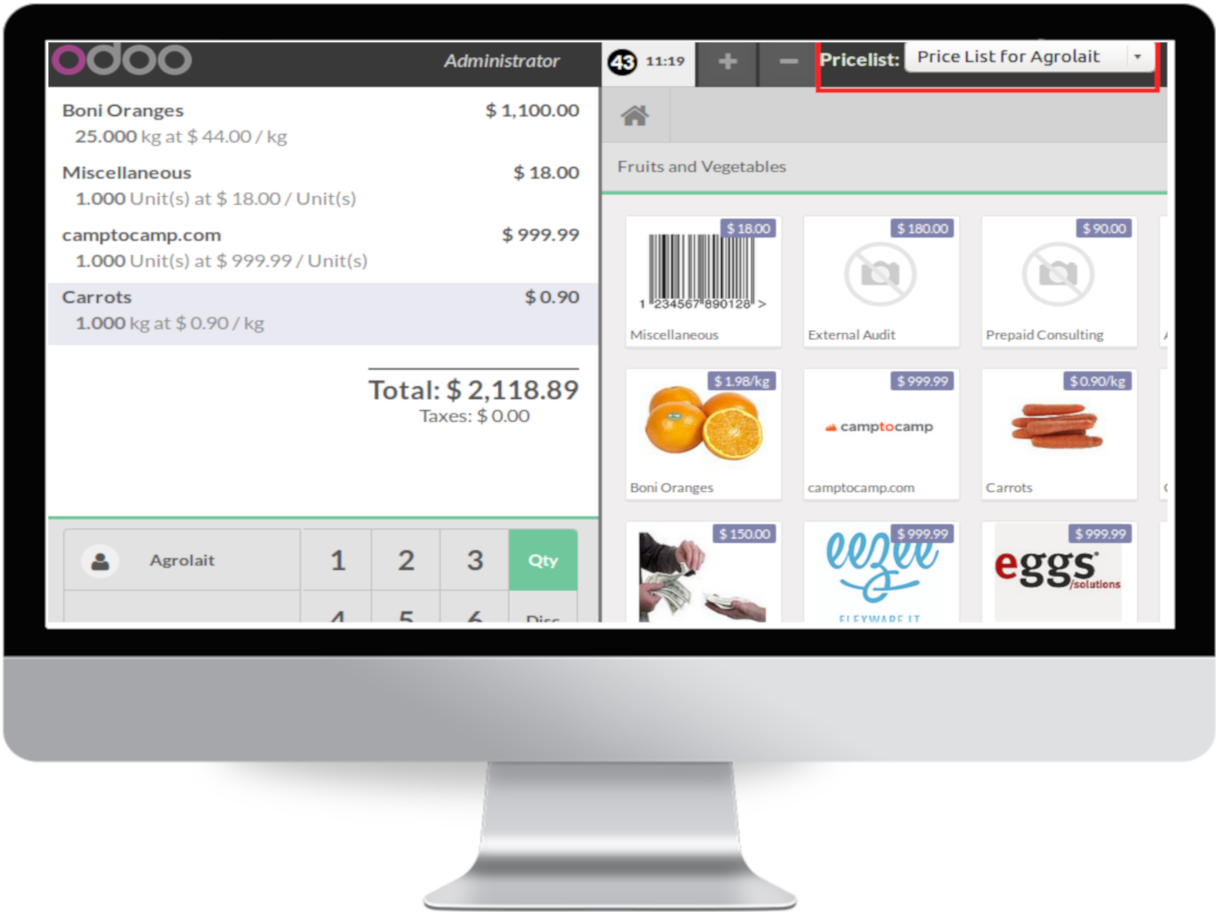 odoo
Administrator
43 11:19
+
−
Pricelist: Price List for Agrolait
Boni Oranges $ 1,100.00
25.000 kg at $ 44.00 / kg
Miscellaneous $ 18.00
1.000 Unit(s) at $ 18.00 / Unit(s)
camptocamp.com $ 999.99
1.000 Unit(s) at $ 999.99 / Unit(s)
Carrots $ 0.90
1.000 kg at $ 0.90 / kg
Total: $ 2,118.89
Taxes: $ 0.00
Agrolait
1 2 3 Qty
4 5 6 Disc
Fruits and Vegetables
$ 18.00
1 234567 890128 >
Miscellaneous
$ 180.00
External Audit
$ 90.00
Prepaid Consulting
$ 1.98/kg
Boni Oranges
$ 999.99
camptocamp
camptocamp.com
$ 0.90/kg
Carrots
$ 150.00
$ 999.99
eezee
FLEXWARE IT
$ 999.99
eggs
/solutions